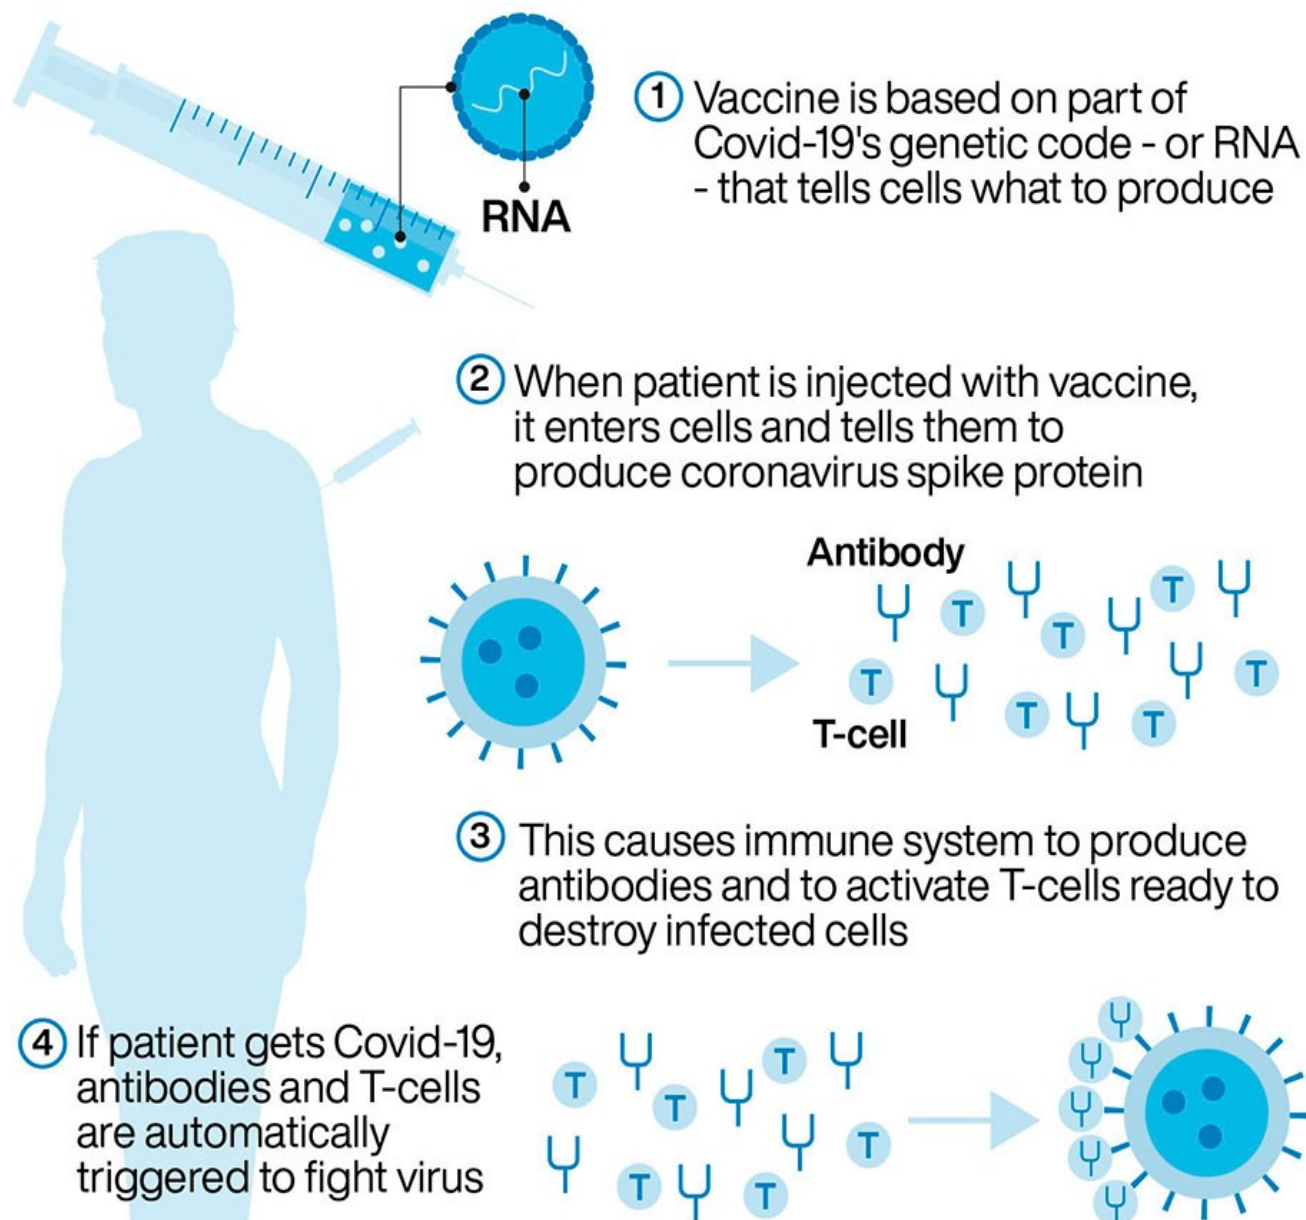 1 Vaccine is based on part of
Covid-19's genetic code - or RNA
- that tells cells what to produce
RNA
2 When patient is injected with vaccine,
it enters cells and tells them to
produce coronavirus spike protein
Antibody
T T T T T T T
T-cell
3 This causes immune system to produce
antibodies and to activate T-cells ready to
destroy infected cells
4 If patient gets Covid-19,
antibodies and T-cells
are automatically
triggered to fight virus
T T T T T T